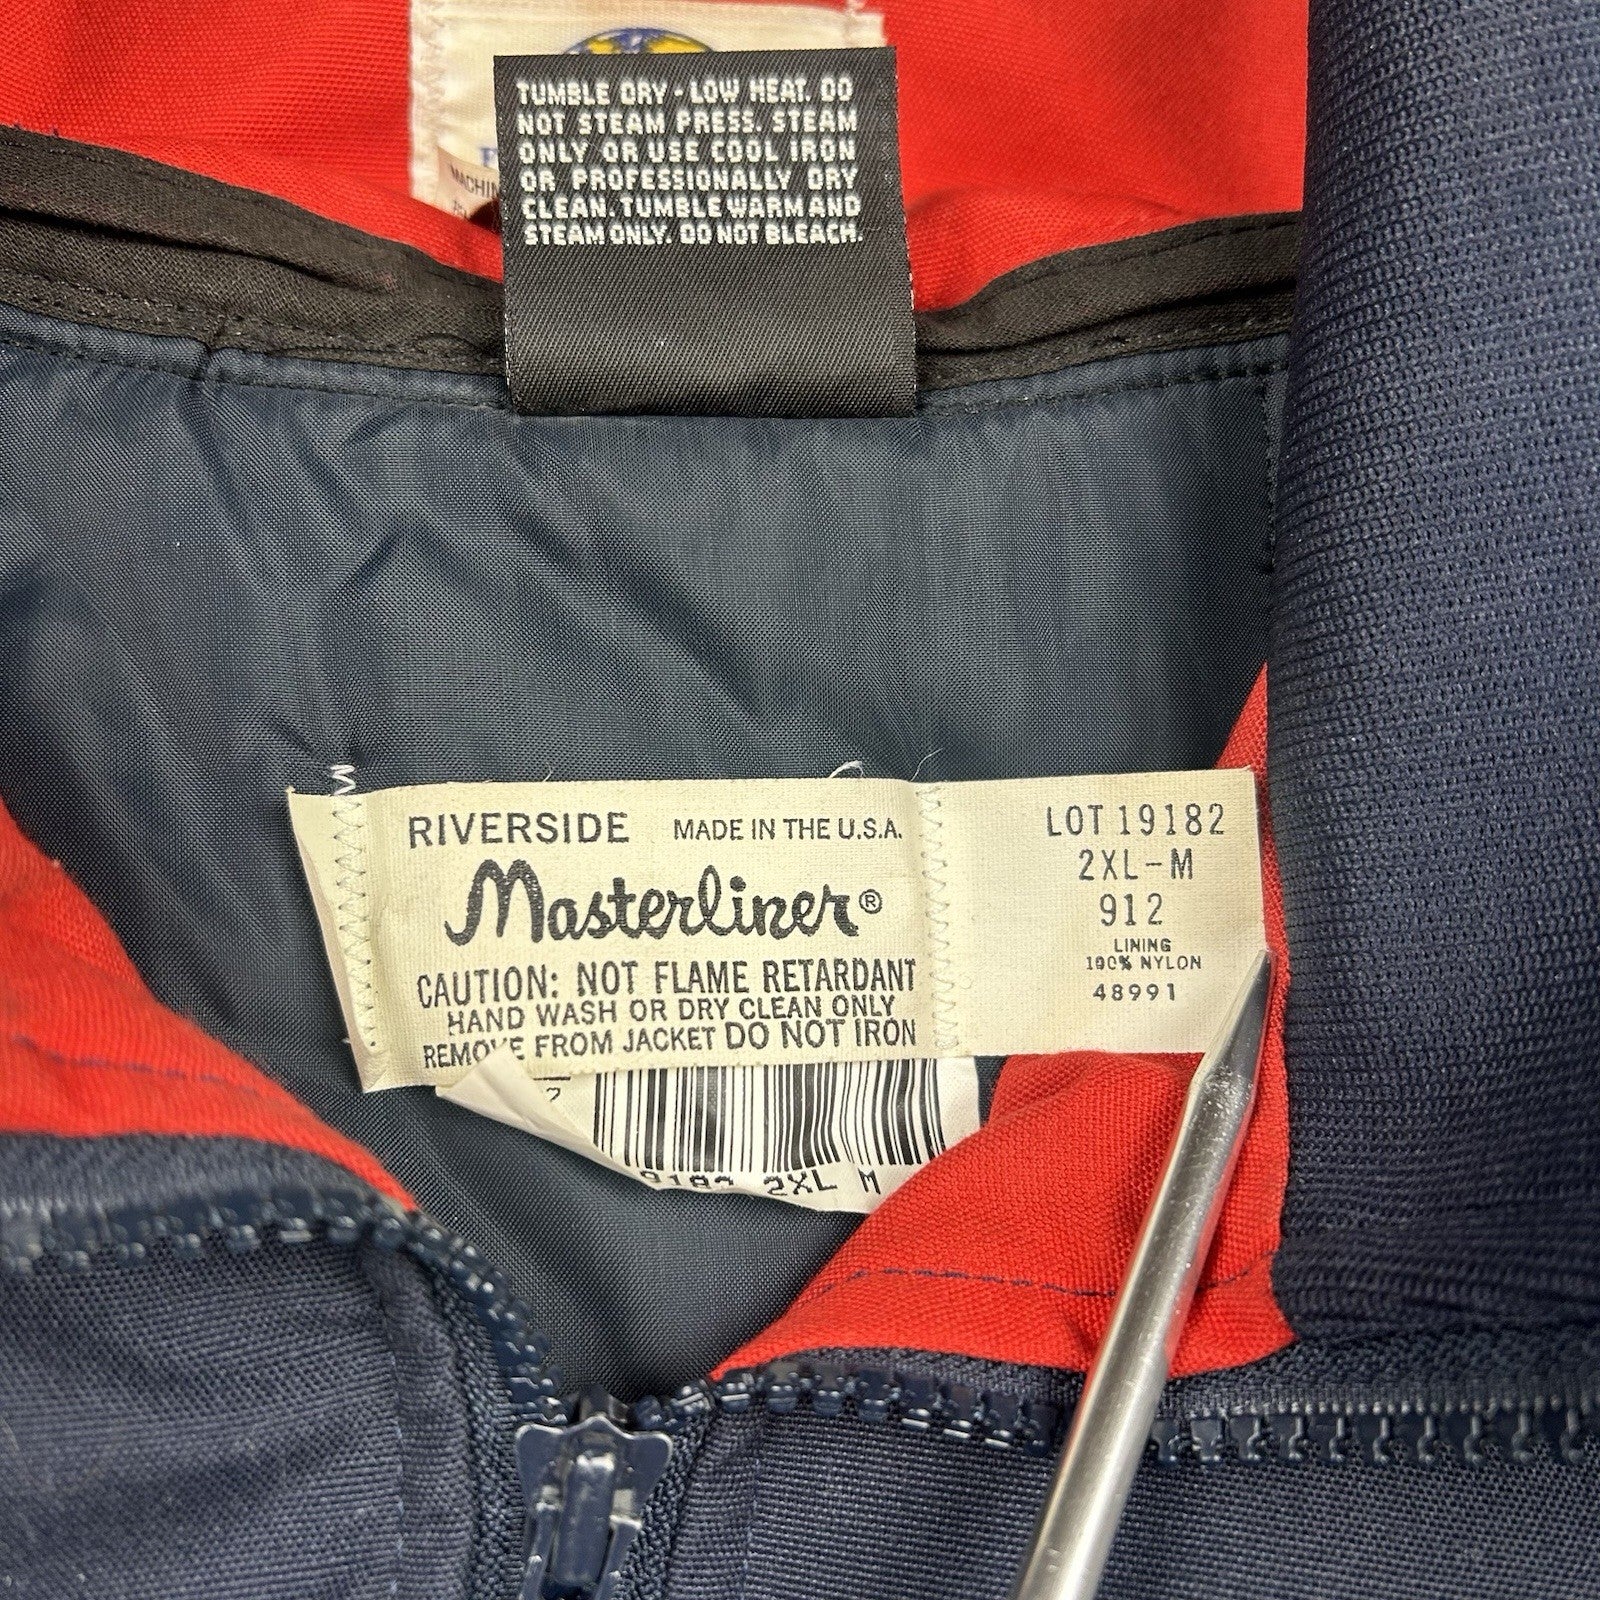 TUMBLE DRY - LOW HEAT. DO
NOT STEAM PRESS. STEAM
ONLY OR USE COOL IRON
OR PROFESSIONALLY DRY
CLEAN. TUMBLE WARM AND
STEAM ONLY. DO NOT BLEACH.
RIVERSIDE MADE IN THE U.S.A.
Masterliner®
CAUTION: NOT FLAME RETARDANT
HAND WASH OR DRY CLEAN ONLY
REMOVE FROM JACKET DO NOT IRON
LOT 19182
2XL-M
912
LINING
100% NYLON
48991
2XL M